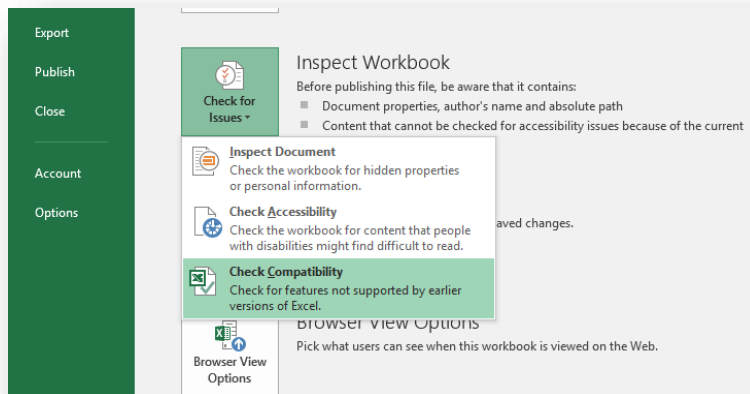 Export
Publish
Close
Account
Options
Check for
Issues
Inspect Workbook
Before publishing this file, be aware that it contains:
Document properties, author's name and absolute path
Content that cannot be checked for accessibility issues because of the current
Inspect Document
Check the workbook for hidden properties
or personal information.
Check Accessibility
Check the workbook for content that people
with disabilities might find difficult to read.
aved changes.
Check Compatibility
Check for features not supported by earlier
versions of Excel.
Browser View Options
Pick what users can see when this workbook is viewed on the Web.
Browser View
Options